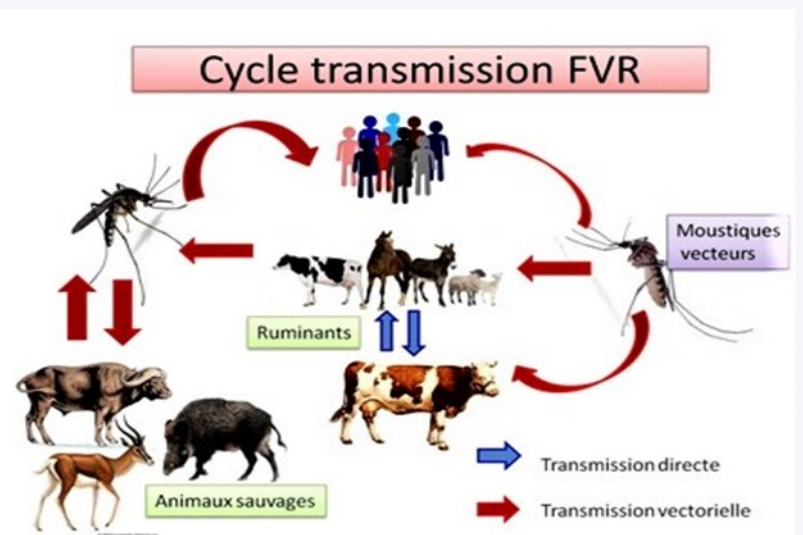 Cycle transmission FVR
Moustiques
vecteurs
Ruminants
Animaux sauvages
Transmission directe
Transmission vectorielle